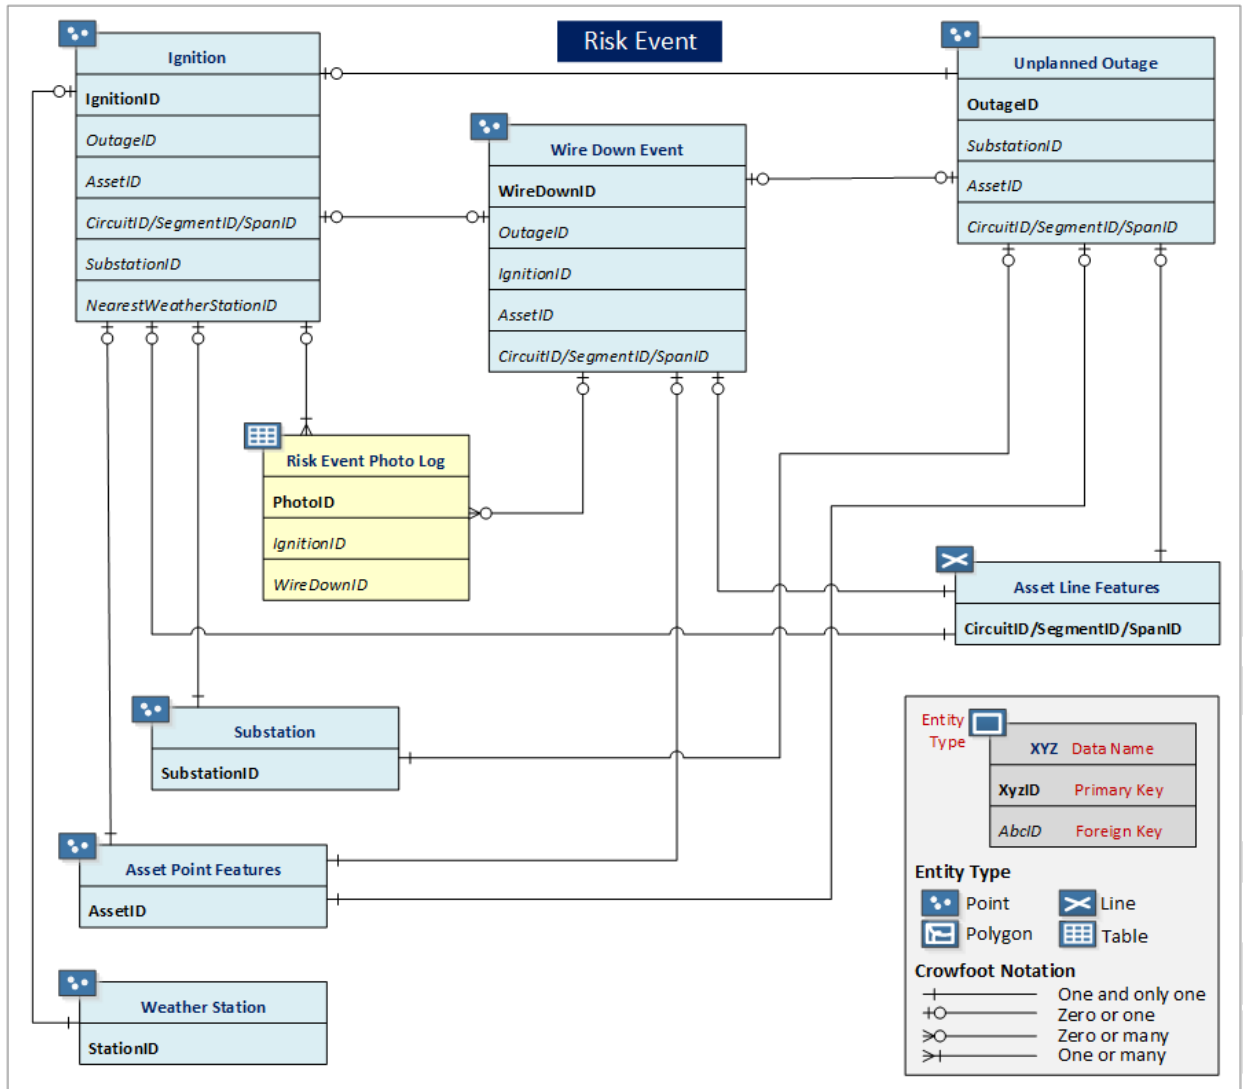 Risk Event
Ignition
IgnitionID
OutageID
AssetID
CircuitID/SegmentID/SpanID
SubstationID
NearestWeatherStationID
Wire Down Event
WireDownID
OutageID
IgnitionID
AssetID
CircuitID/SegmentID/SpanID
Unplanned Outage
OutageID
SubstationID
AssetID
CircuitID/SegmentID/SpanID
Risk Event Photo Log
PhotoID
IgnitionID
WireDownID
Asset Line Features
CircuitID/SegmentID/SpanID
Substation
SubstationID
Asset Point Features
AssetID
Weather Station
StationID
Entity
Type
XYZ Data Name
XyzID Primary Key
AbcID Foreign Key
Entity Type
Point Line
Polygon Table
Crowfoot Notation
One and only one
Zero or one
Zero or many
One or many